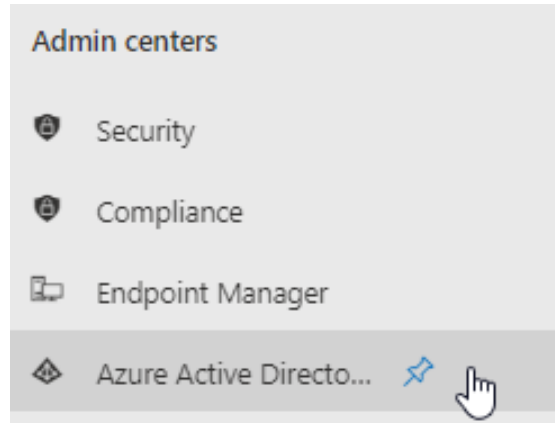 Admin centers
Security
Compliance
Endpoint Manager
Azure Active Directo...